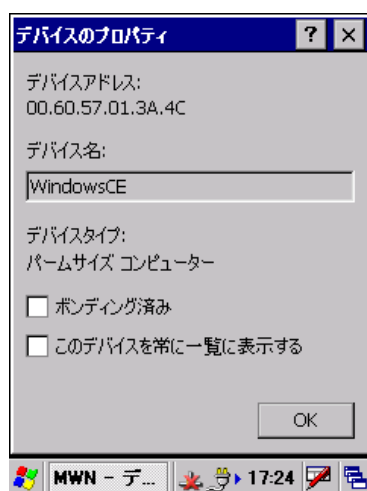 デバイスのプロパティ ? ×
デバイスアドレス:
00.60.57.01.3A.4C
デバイス名:
WindowsCE
デバイスタイプ:
パームサイズ コンピューター
ボンディング済み
このデバイスを常に一覧に表示する
OK
MWN - デ... 17:24